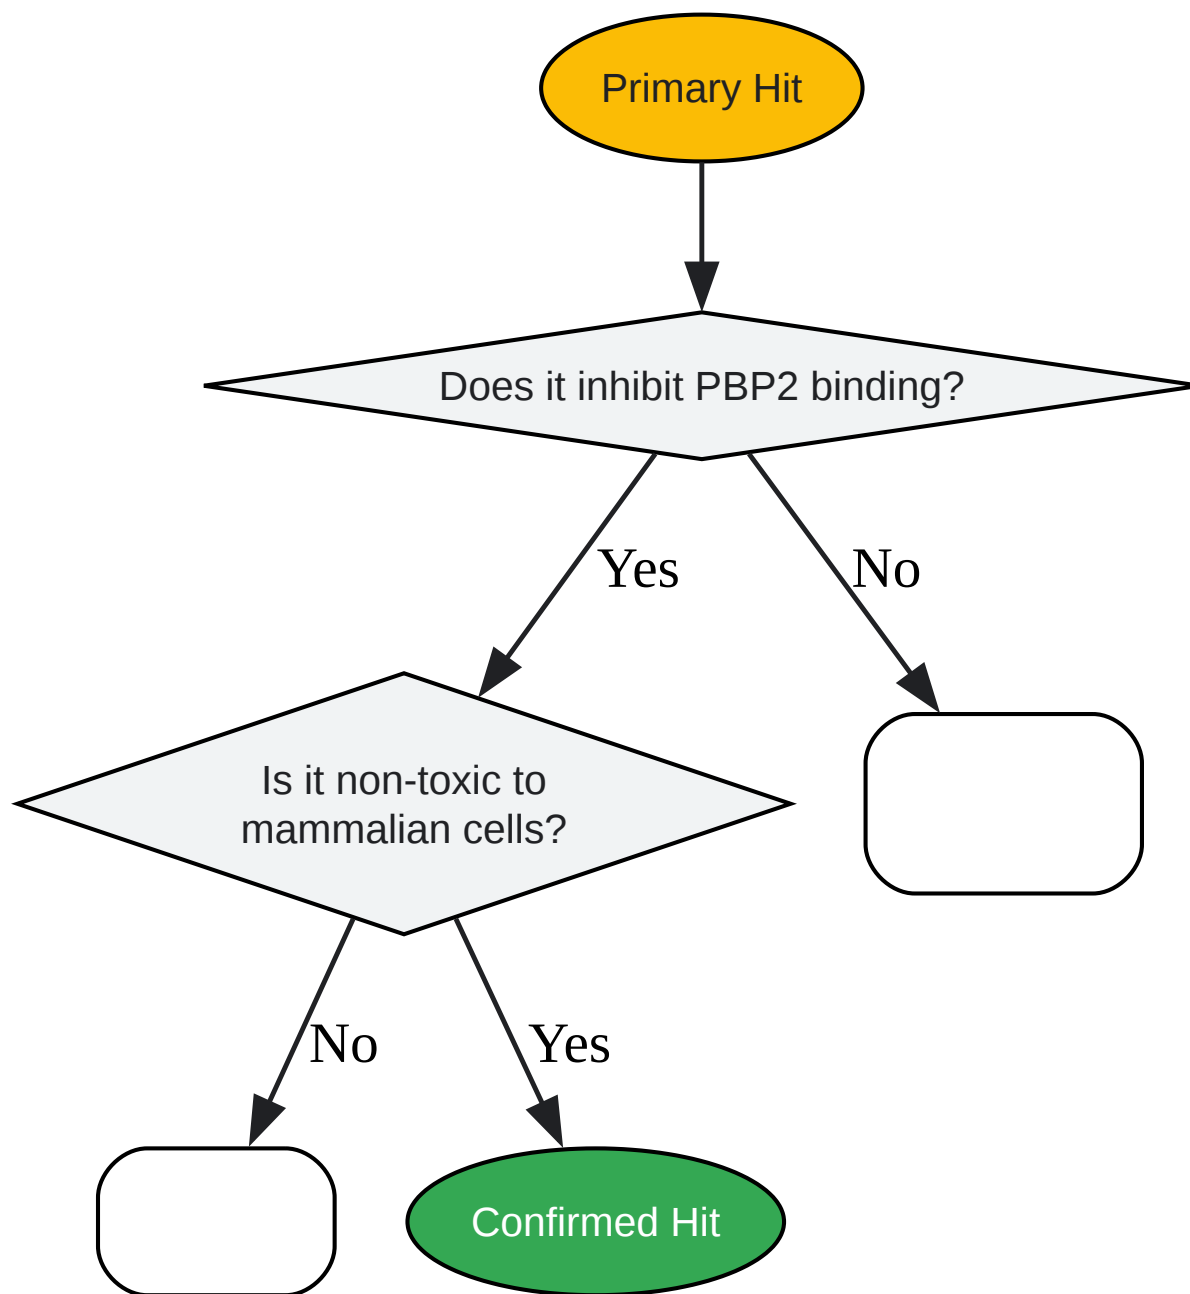 Primary Hit
Does it inhibit PBP2 binding?
Yes
No
Is it non-toxic to
mammalian cells?
No
Yes
Confirmed Hit